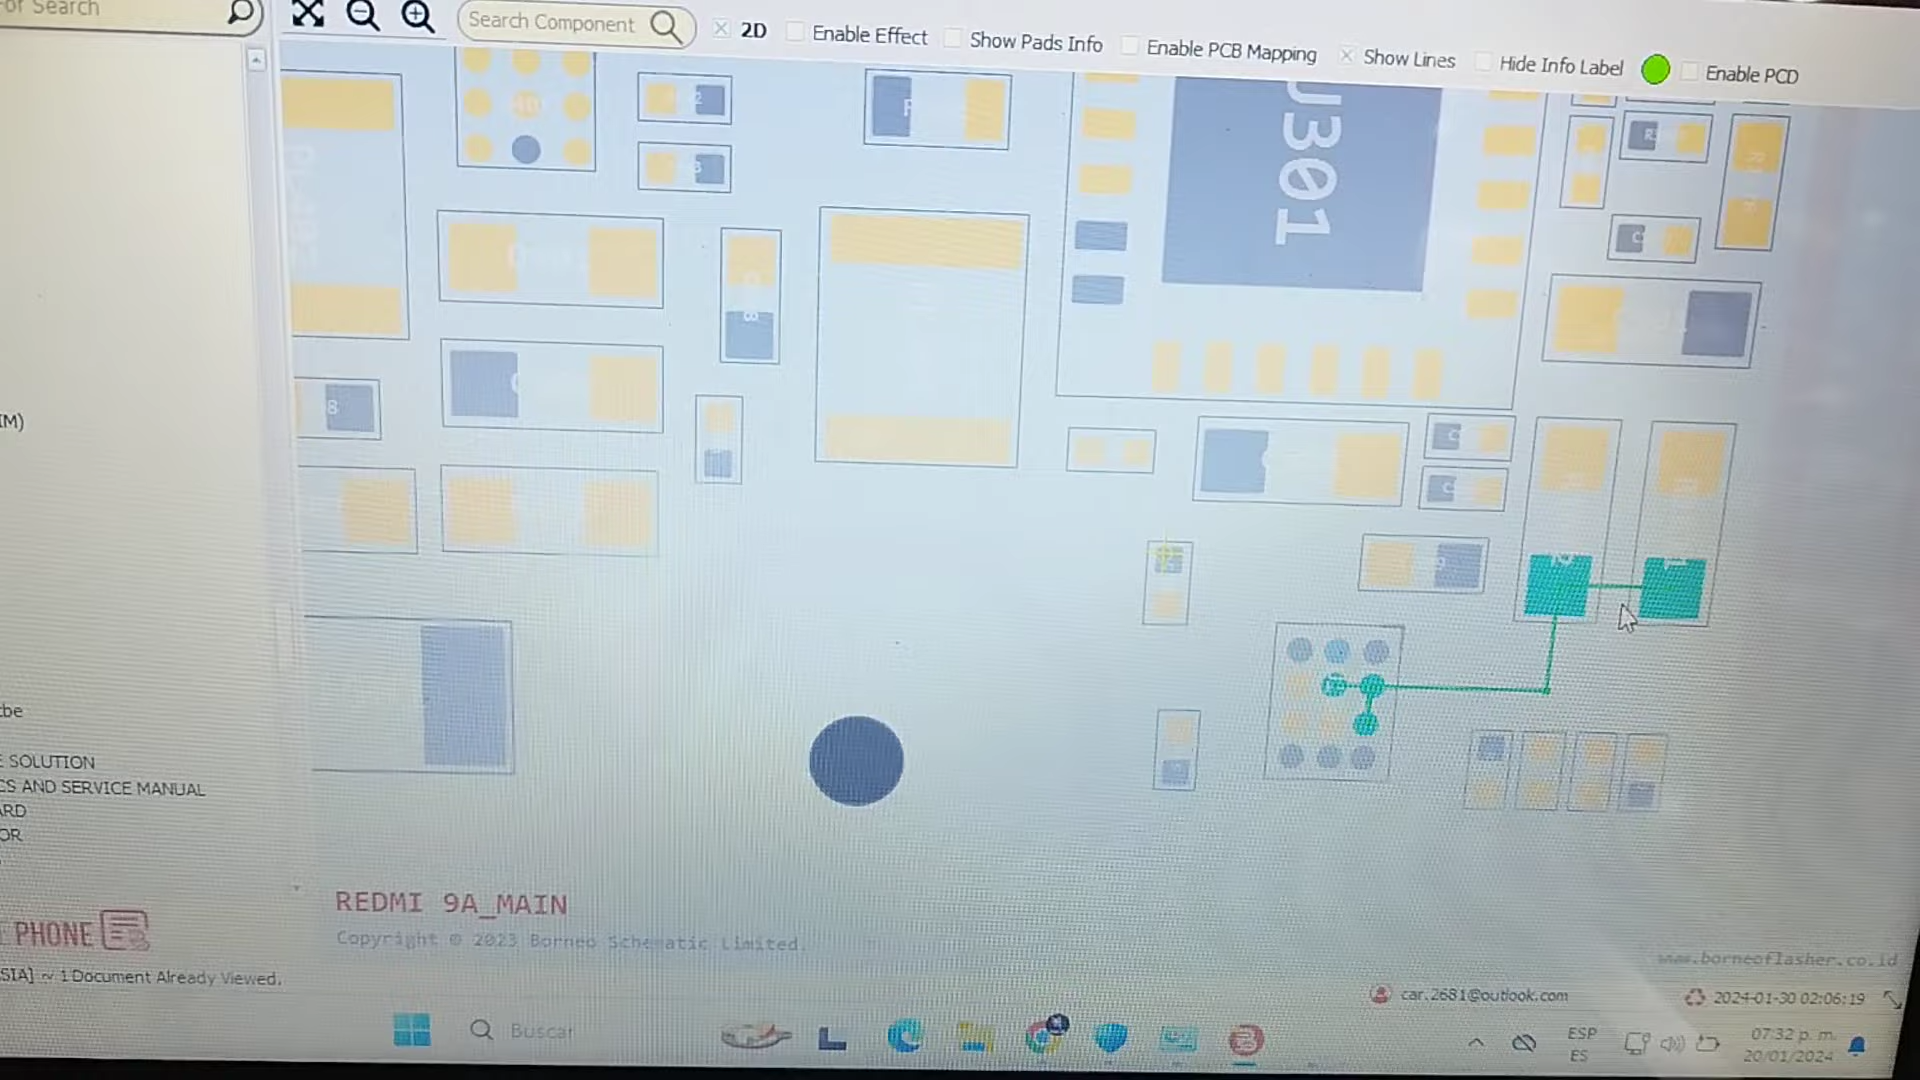 or Search
Search Component
2D
Enable Effect
Show Pads Info
Enable PCB Mapping
Show Lines
Hide Info Label
Enable PCD
U301
R
C
B
8
C
C
IM)
be
E SOLUTION
CS AND SERVICE MANUAL
ARD
OR
PHONE
SIA] ~ 1 Document Already Viewed.
REDMI 9A_MAIN
Copyright © 2023 Borneo Schematic Limited.
www.borneoflasher.co.id
car.2681@outlook.com
2024-01-30 02:06:19
Buscar
ESP
ES
07:32 p. m.
20/01/2024